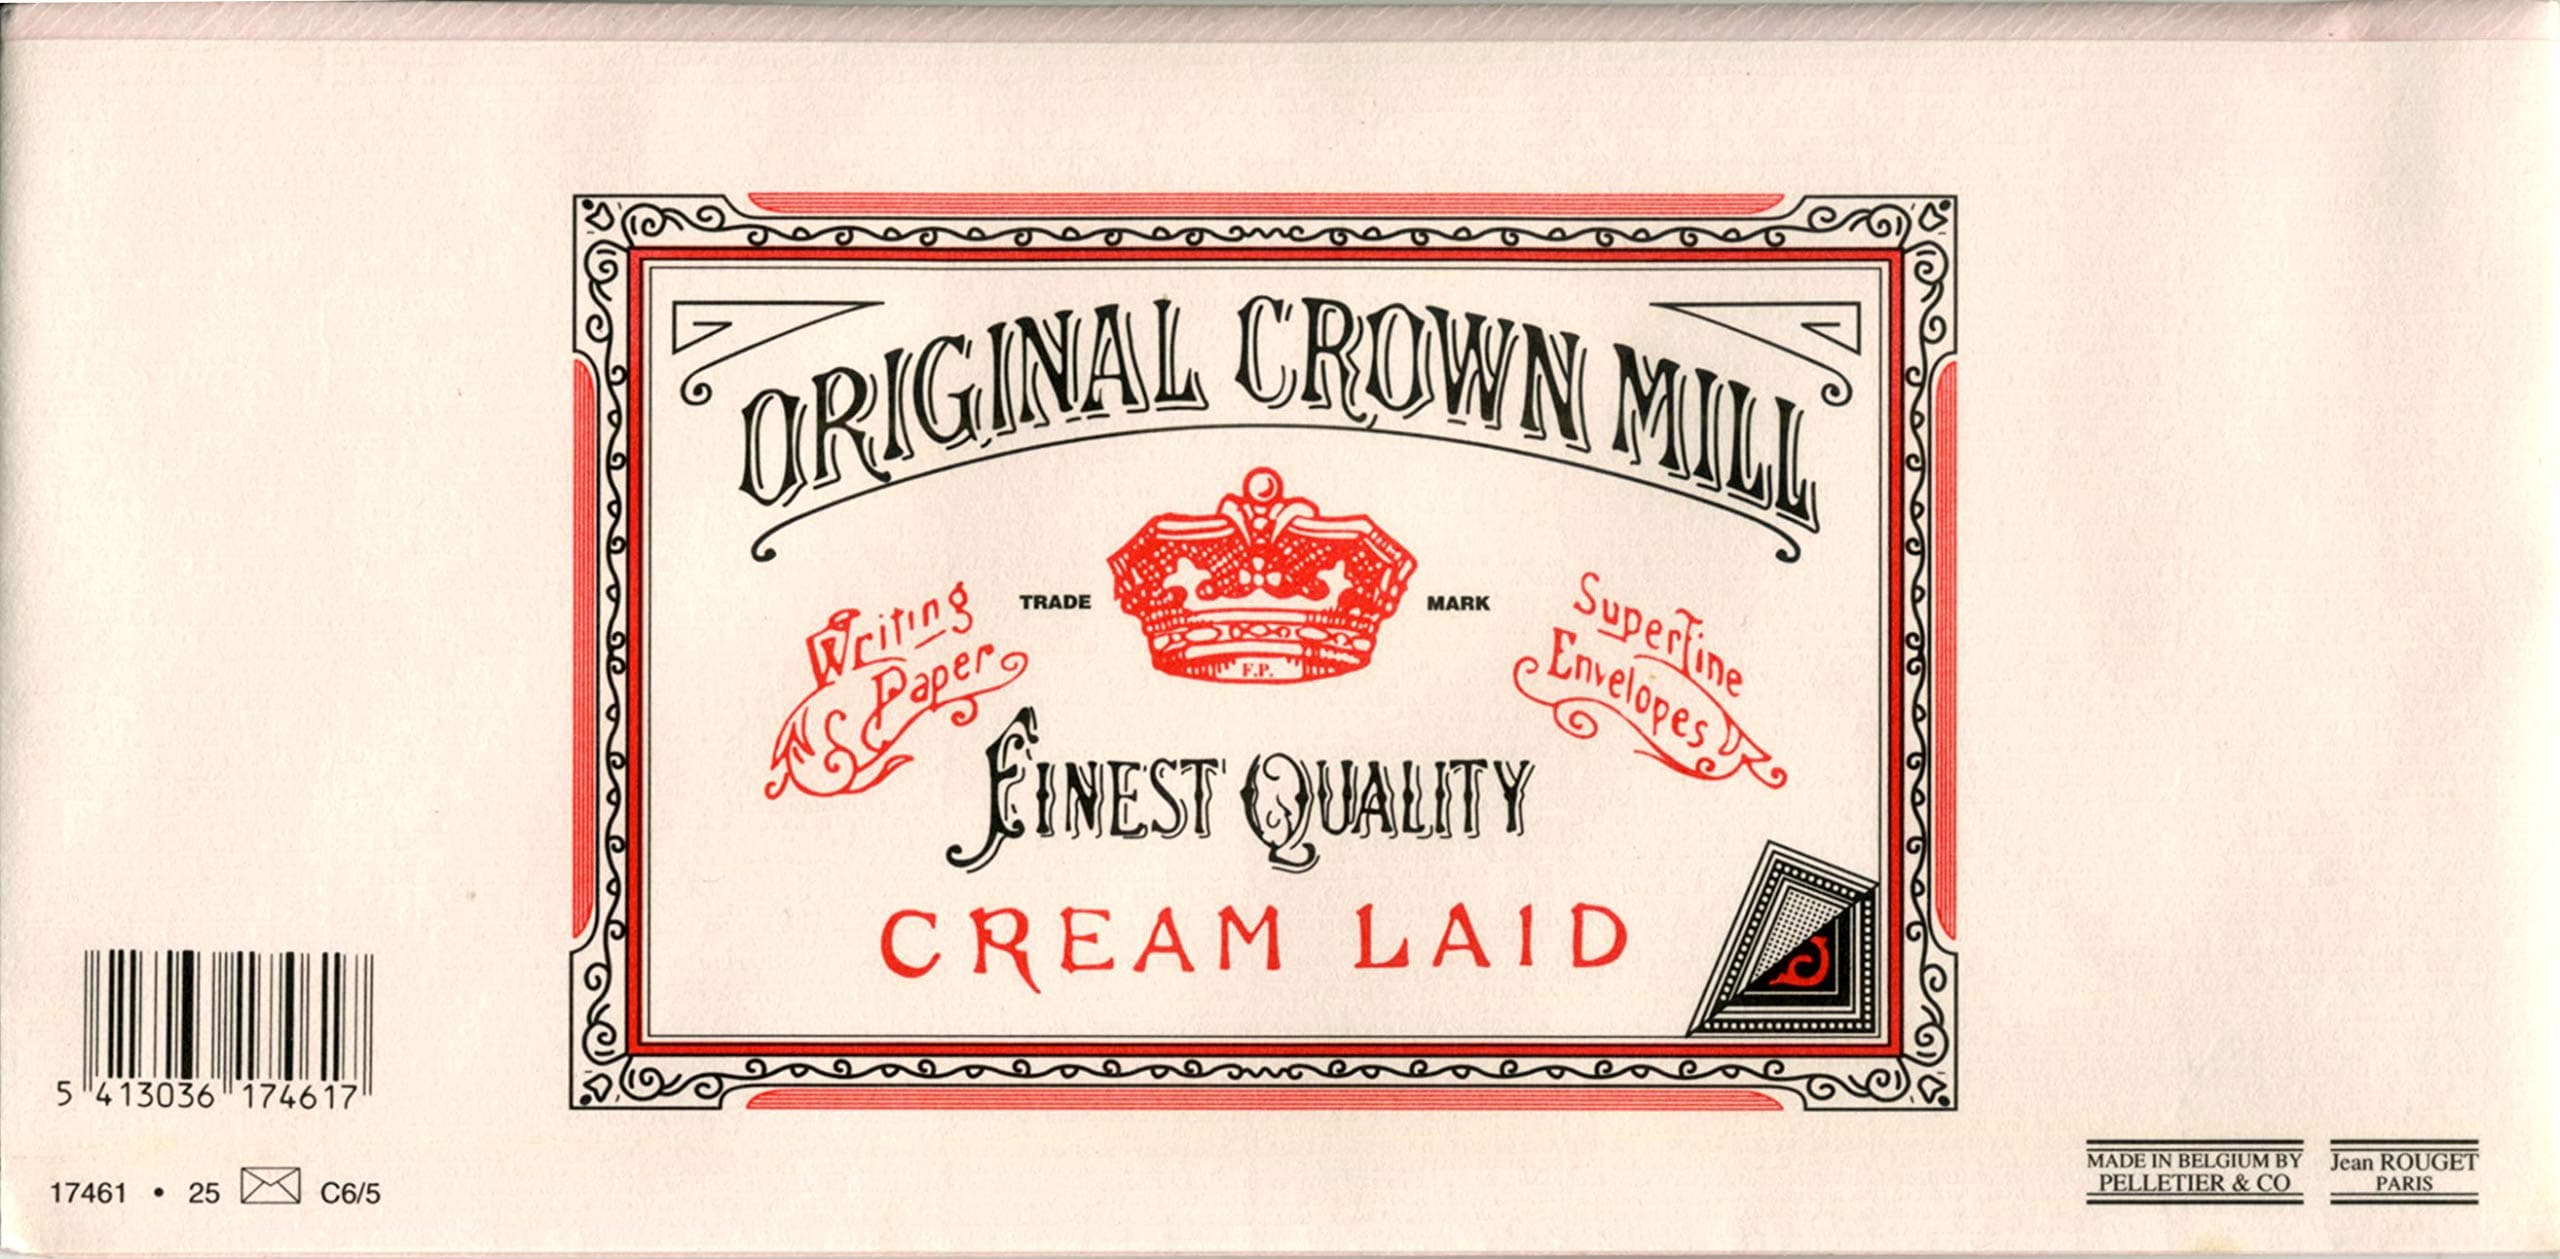 ORIGINAL CROWN MILL
TRADE MARK
Writing
Paper
Superfine
Envelopes
F.P.
FINEST QUALITY
CREAM LAID
5 413036 174617
17461 • 25 C6/5
MADE IN BELGIUM BY
PELLETIER & CO
Jean ROUGET
PARIS